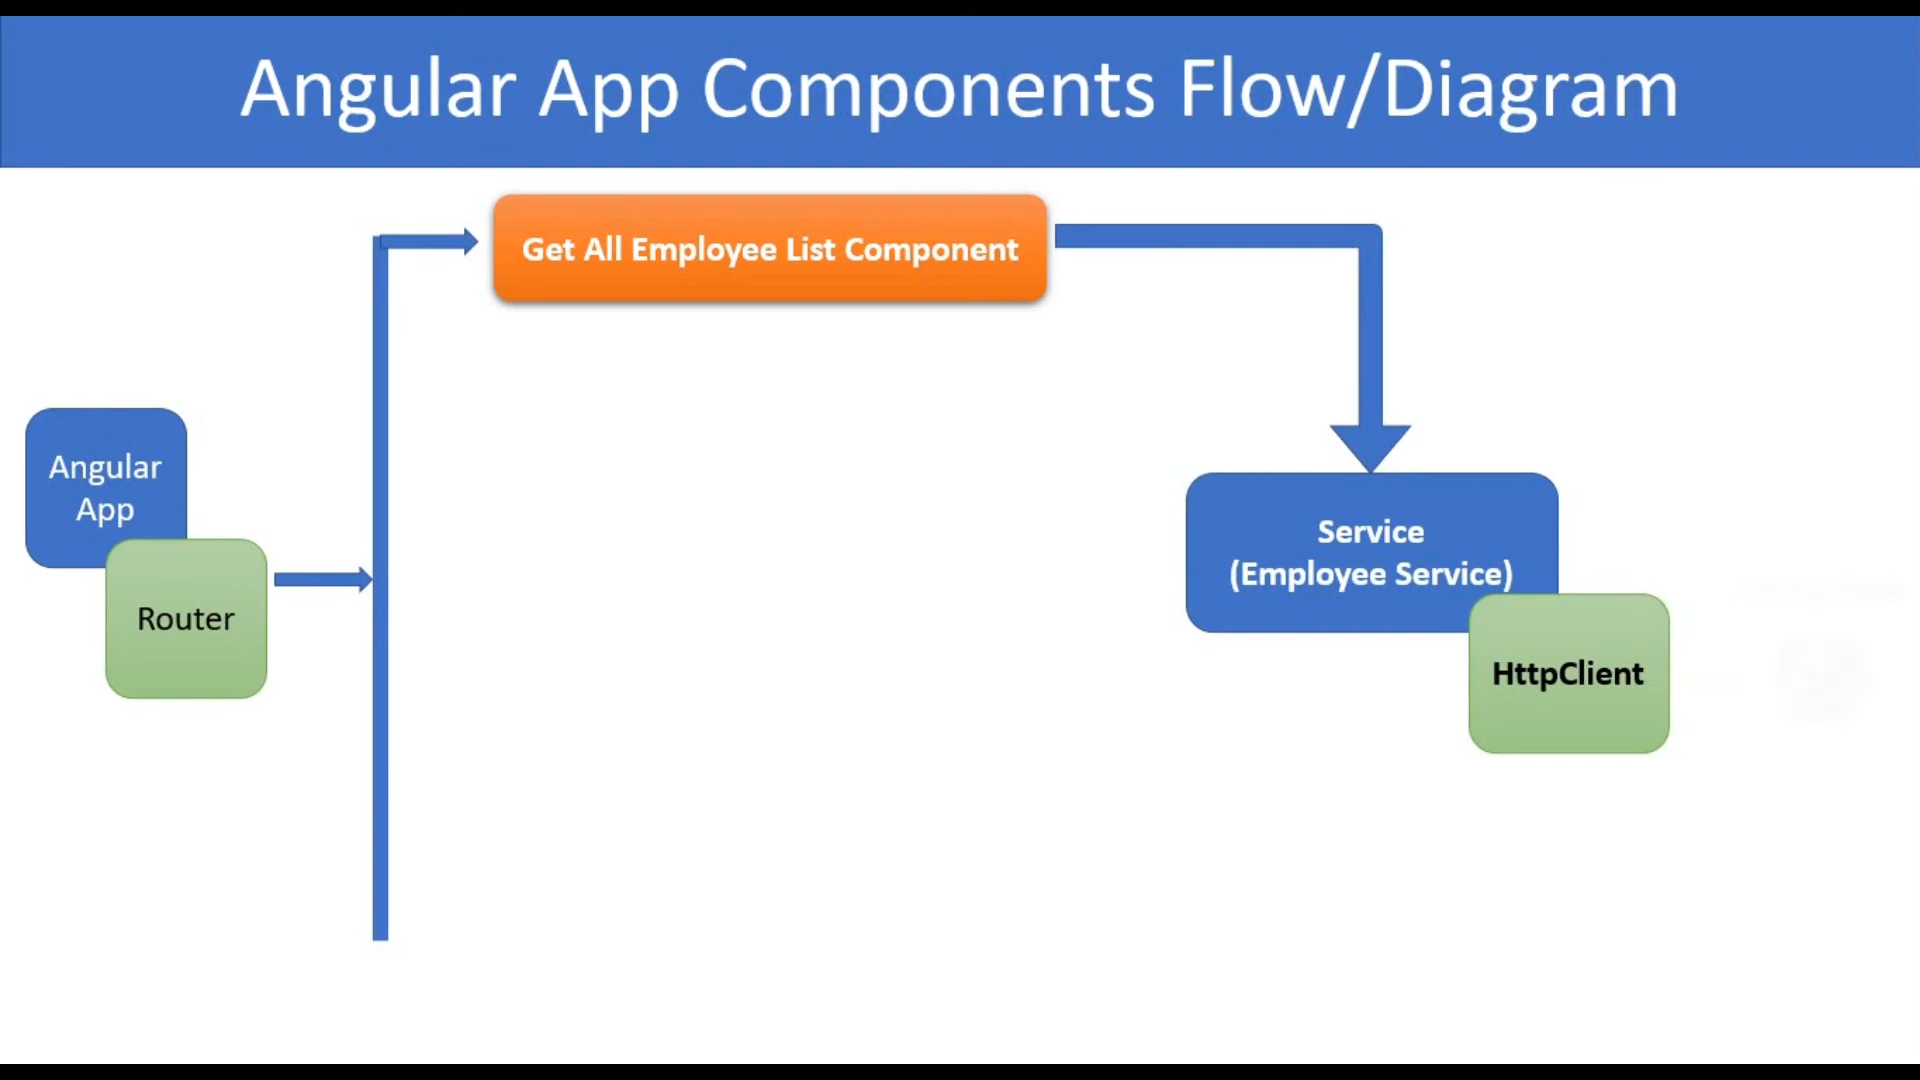 Angular App Components Flow/Diagram
Get All Employee List Component
Angular
App
Router
Service
(Employee Service)
HttpClient